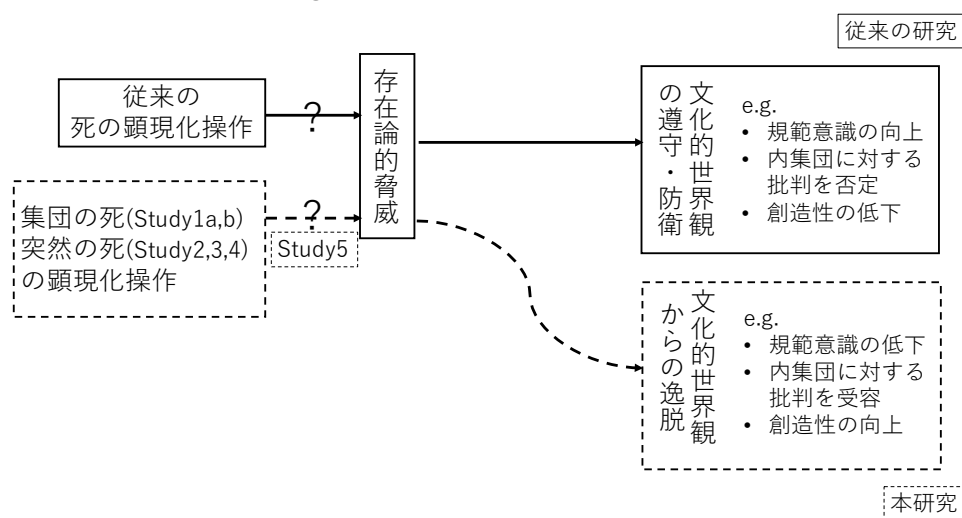 従来の研究
従来の
死の顕現化操作
?
存在論的脅威
文化的世界観
の遵守・防衛
e.g.
• 規範意識の向上
• 内集団に対する
批判を否定
• 創造性の低下
集団の死(Study1a,b)
突然の死(Study2,3,4)
の顕現化操作
?
Study5
文化的世界観
からの逸脱
e.g.
• 規範意識の低下
• 内集団に対する
批判を受容
• 創造性の向上
本研究